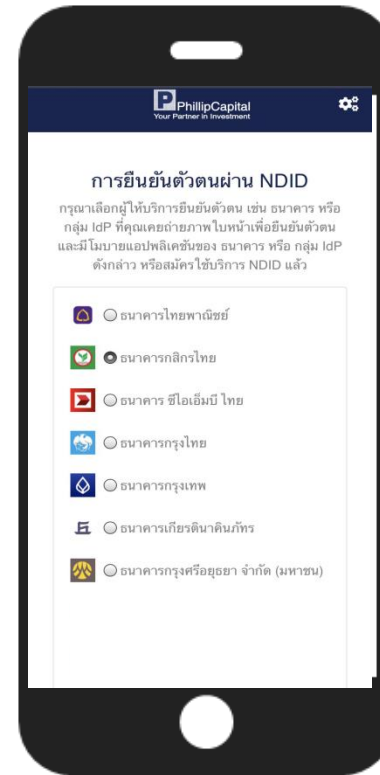 PhillipCapital
Your Partner in Investment
การยืนยันตัวตนผ่าน NDID
กรุณาเลือกผู้ให้บริการยืนยันตัวตน เช่น ธนาคาร หรือ
กลุ่ม IdP ที่คุณเคยถ่ายภาพใบหน้าเพื่อยืนยันตัวตน
และมีโมบายแอปพลิเคชันของ ธนาคาร หรือ กลุ่ม IdP
ดังกล่าว หรือสมัครใช้บริการ NDID แล้ว
ธนาคารไทยพาณิชย์
ธนาคารกสิกรไทย
ธนาคาร ซีไอเอ็มบี ไทย
ธนาคารกรุงไทย
ธนาคารกรุงเทพ
ธนาคารเกียรตินาคินภัทร
ธนาคารกรุงศรีอยุธยา จำกัด (มหาชน)